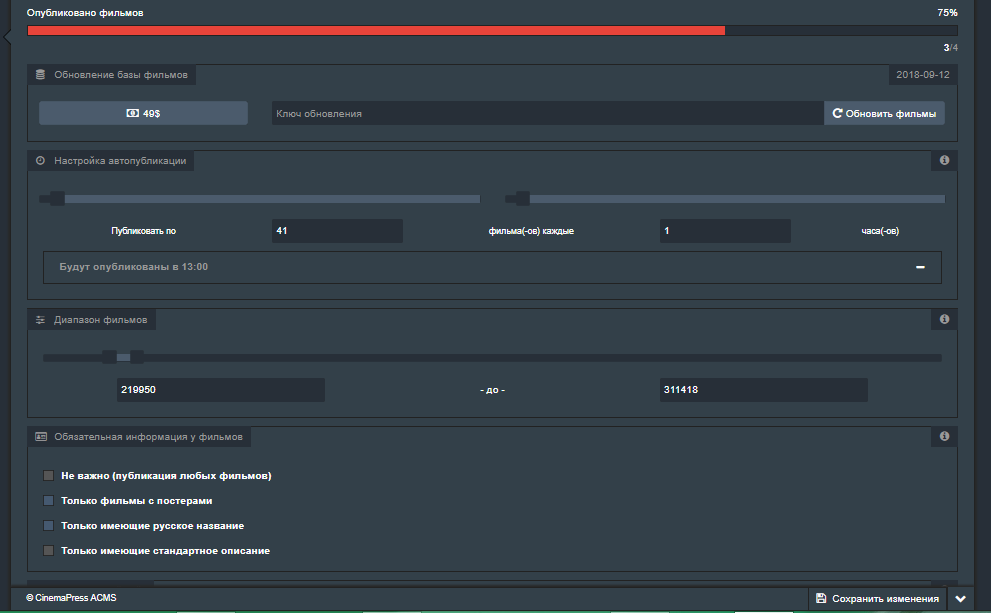 Опубликовано фильмов 75%
3/4
Обновление базы фильмов 2018-09-12
49$ Ключ обновления Обновить фильмы
Настройка автопубликации
Публиковать по 41 фильма(-ов) каждые 1 часа(-ов)
Будут опубликованы в 13:00
Диапазон фильмов
219950 - до - 311418
Обязательная информация у фильмов
Не важно (публикация любых фильмов)
Только фильмы с постерами
Только имеющие русское название
Только имеющие стандартное описание
© CinemaPress ACMS Сохранить изменения